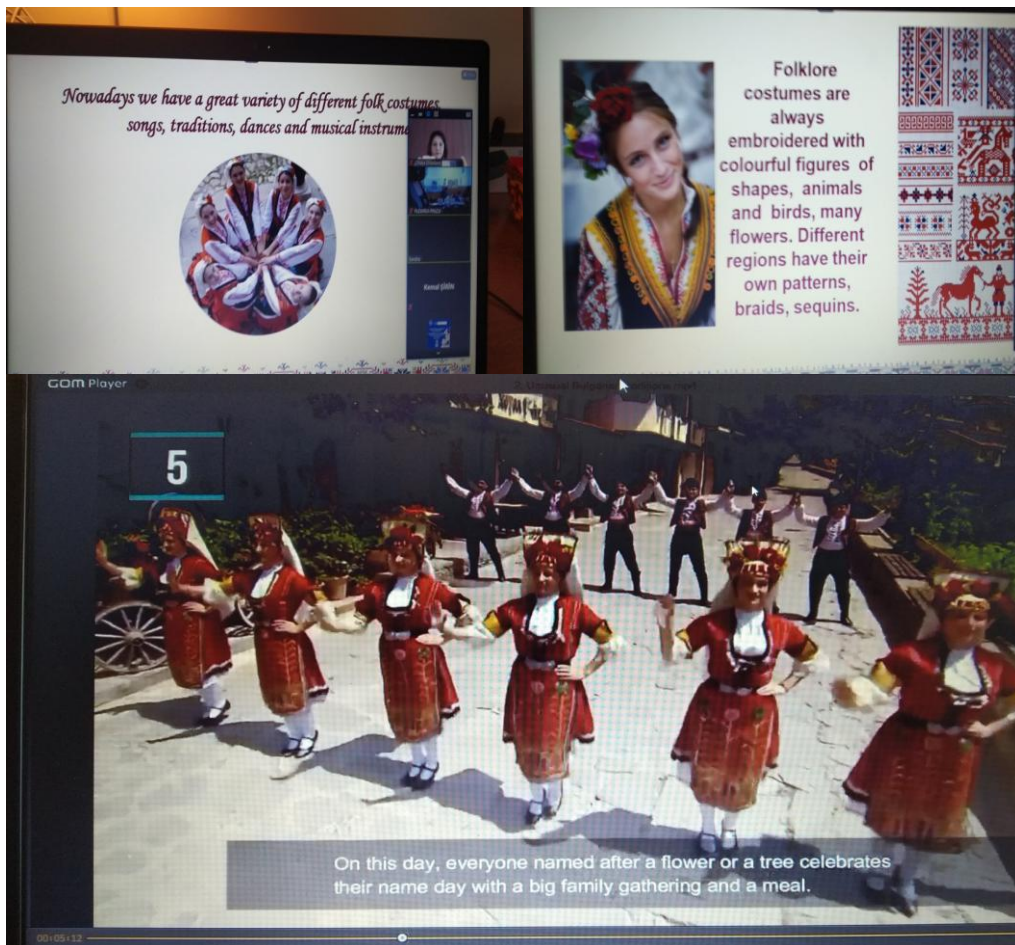 Nowadays we have a great variety of different folk costumes,
songs, traditions, dances and musical instrume
Kemal ŞİRİN
Folklore
costumes are
always
embroidered with
colourful figures of
shapes, animals
and birds, many
flowers. Different
regions have their
own patterns,
braids, sequins.
GOM Player
5
On this day, everyone named after a flower or a tree celebrates
their name day with a big family gathering and a meal.
00:05:12